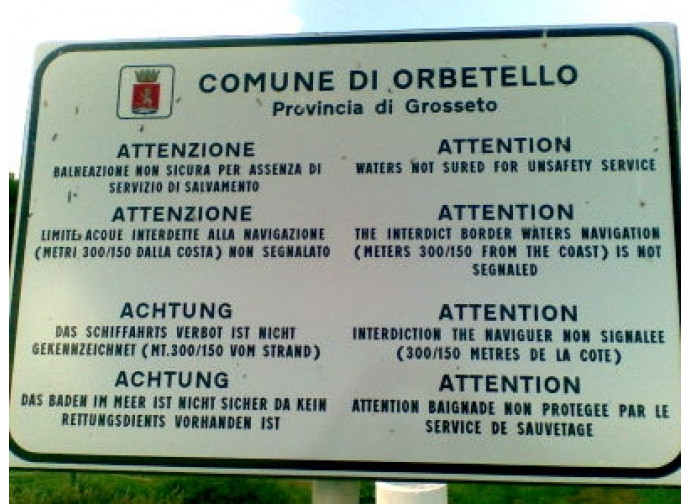 COMUNE DI ORBETELLO
Provincia di Grosseto
ATTENZIONE
BALNEAZIONE NON SICURA PER ASSENZA DI
SERVIZIO DI SALVAMENTO
ATTENTION
WATERS NOT SURED FOR UNSAFETY SERVICE
ATTENZIONE
LIMITE ACQUE INTERDETTE ALLA NAVIGAZIONE
(METRI 300/150 DALLA COSTA) NON SEGNALATO
ATTENTION
THE INTERDICT BORDER WATERS NAVIGATION
(METERS 300/150 FROM THE COAST) IS NOT
SEGNALED
ACHTUNG
DAS SCHIFFAHRTS VERBOT IST NICHT
GEKENNZEICHNET (MT.300/150 VOM STRAND)
ATTENTION
INTERDICTION THE NAVIGUER NON SIGNALEE
(300/150 METRES DE LA COTE)
ACHTUNG
DAS BADEN IM MEER IST NICHT SICHER DA KEIN
RETTUNGSDIENTS VORHANDEN IST
ATTENTION
ATTENTION BAIGNADE NON PROTEGEE PAR LE
SERVICE DE SAUVETAGE